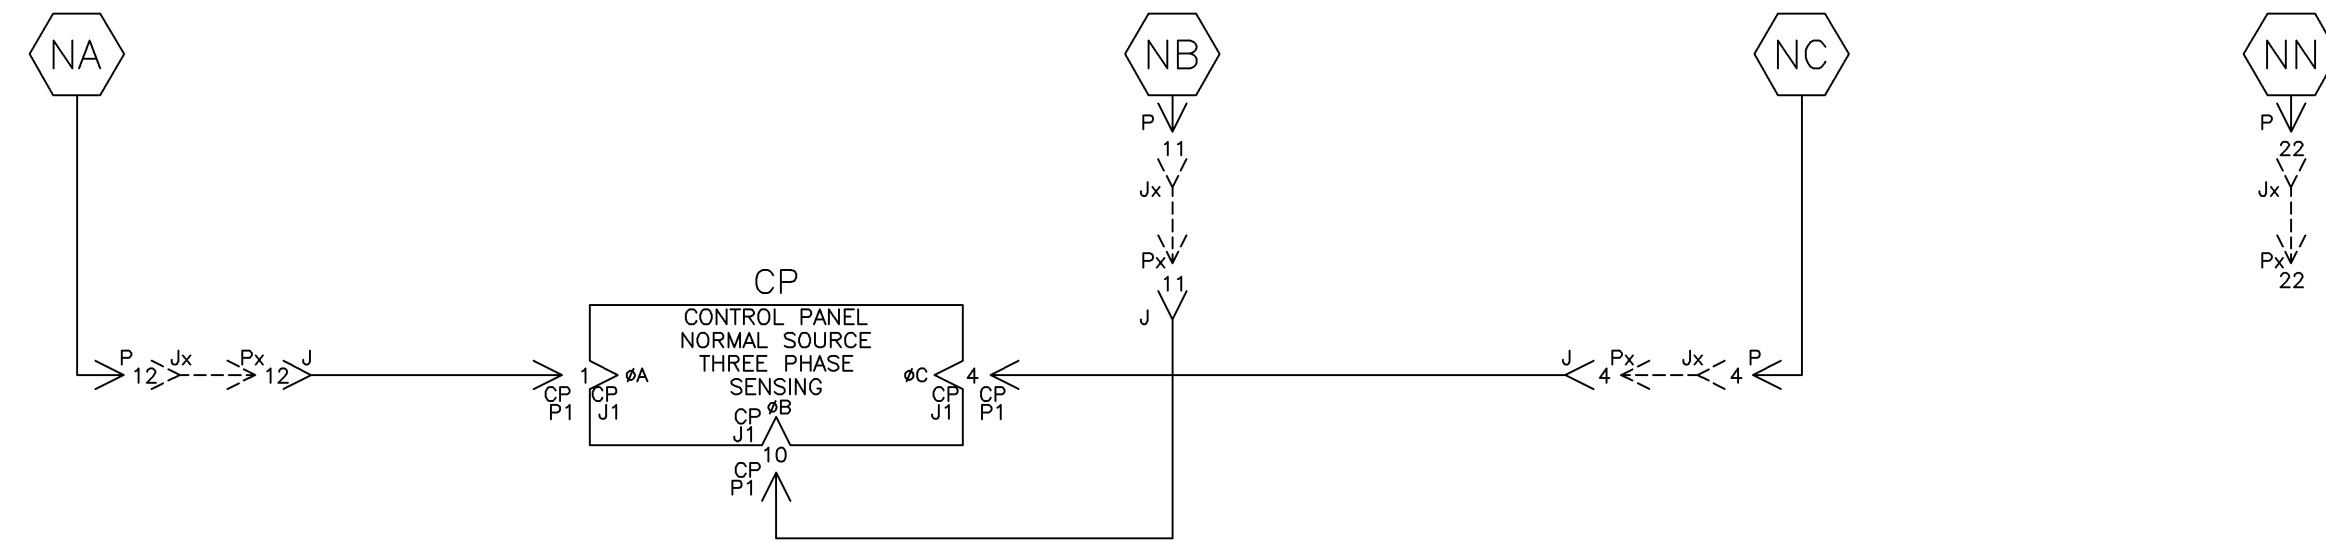 NA
NB
NC
NN
P
P
11
22
Jx
Jx
Px
Px
11
22
CP
J
CONTROL PANEL
NORMAL SOURCE
THREE PHASE
SENSING
P
12
Jx
Px
12
J
1
øA
øC
4
J
4
Px
Jx
4
P
CP
P1
CP
J1
CP
J1
CP
P1
øB
CP
J1
10
CP
P1